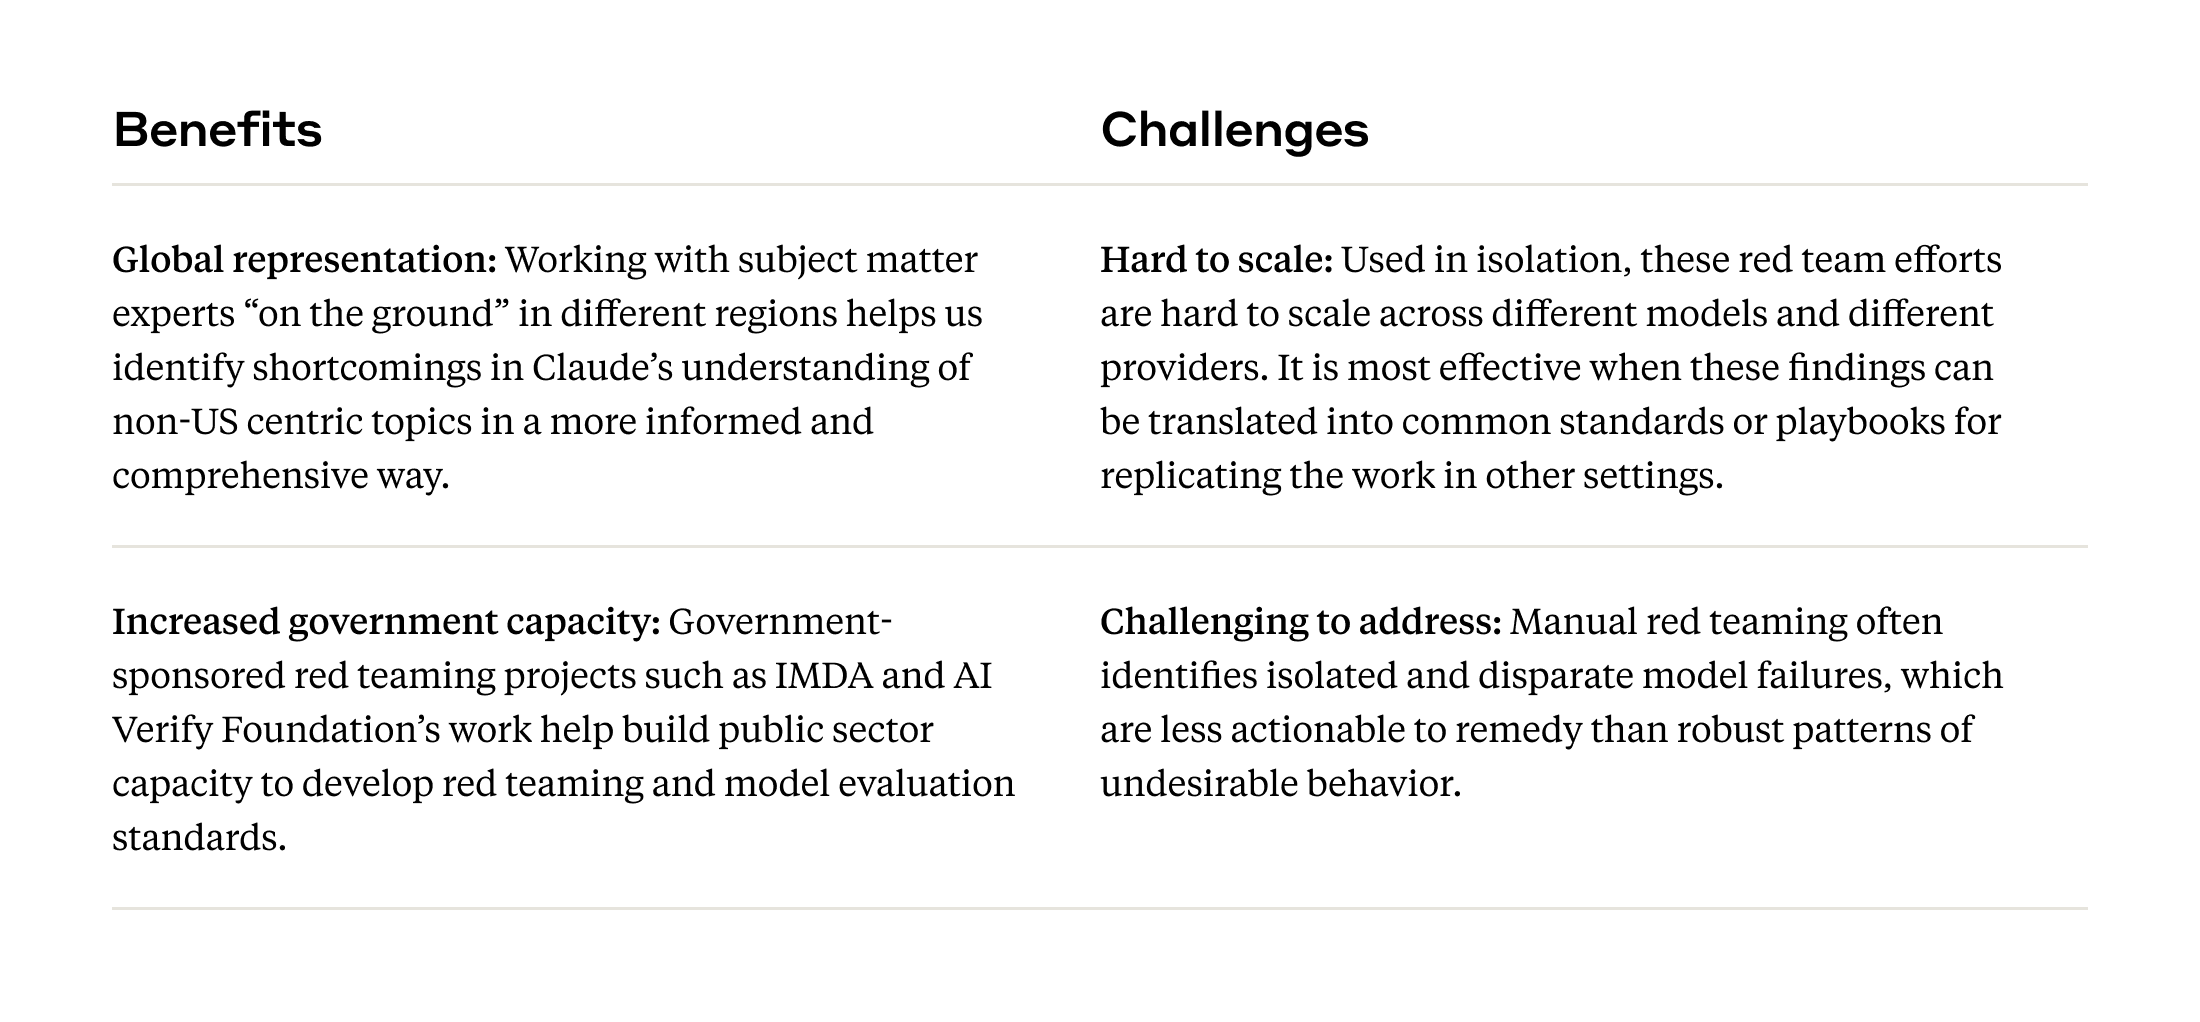 Benefits
Challenges
Global representation: Working with subject matter
experts “on the ground” in different regions helps us
identify shortcomings in Claude’s understanding of
non-US centric topics in a more informed and
comprehensive way.
Hard to scale: Used in isolation, these red team efforts
are hard to scale across different models and different
providers. It is most effective when these findings can
be translated into common standards or playbooks for
replicating the work in other settings.
Increased government capacity: Government-
sponsored red teaming projects such as IMDA and AI
Verify Foundation’s work help build public sector
capacity to develop red teaming and model evaluation
standards.
Challenging to address: Manual red teaming often
identifies isolated and disparate model failures, which
are less actionable to remedy than robust patterns of
undesirable behavior.